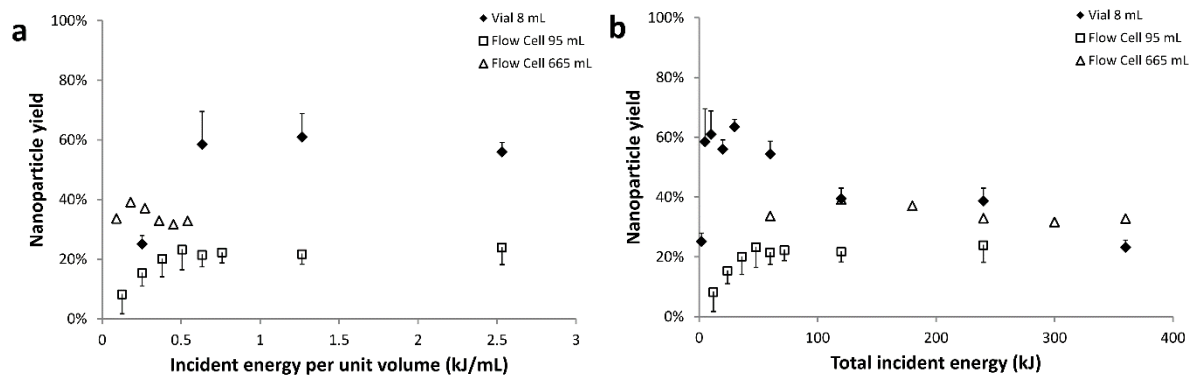 a
Nanoparticle yield
100%
80%
60%
40%
20%
0%
0
0.5
1
1.5
2
2.5
3
Incident energy per unit volume (kJ/mL)
Vial 8 mL
Flow Cell 95 mL
Flow Cell 665 mL
b
Nanoparticle yield
100%
80%
60%
40%
20%
0%
0
100
200
300
400
Total incident energy (kJ)
Vial 8 mL
Flow Cell 95 mL
Flow Cell 665 mL